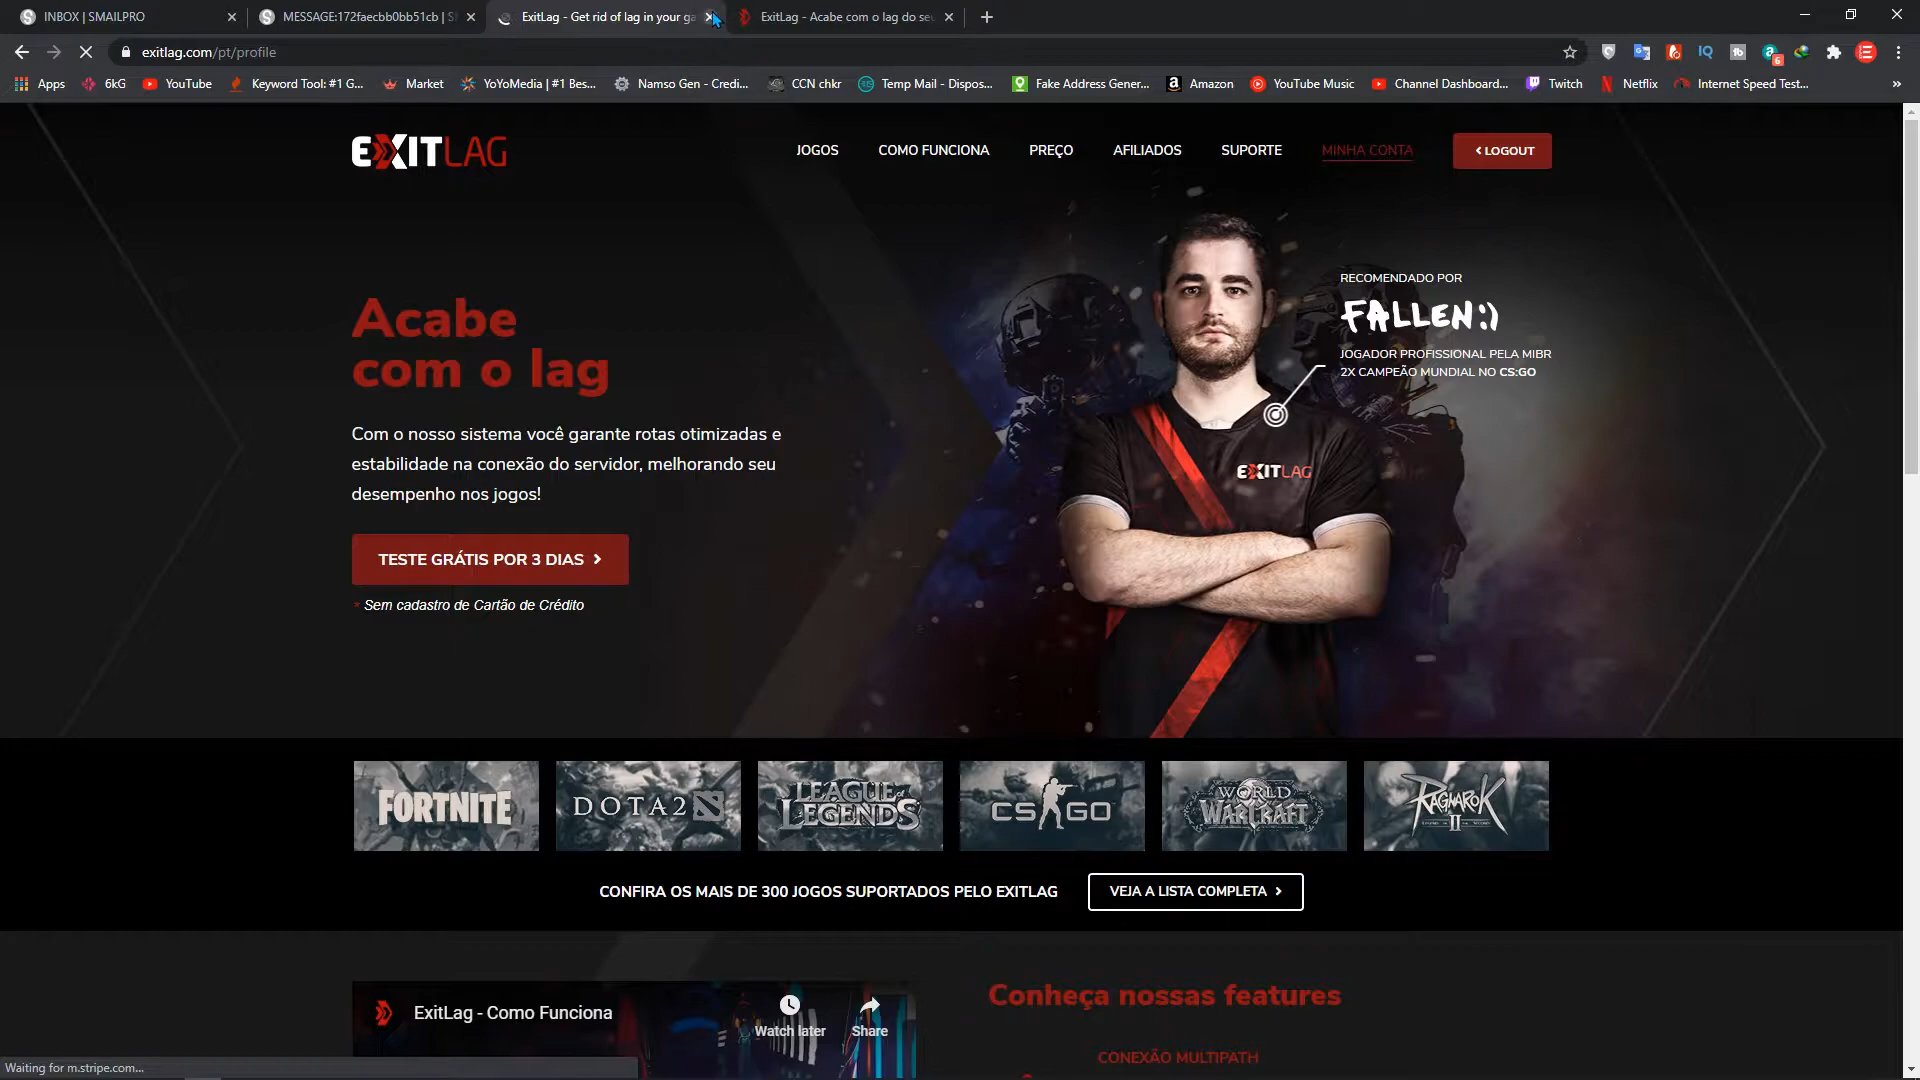 INBOX | SMAILPRO
MESSAGE:172faecbb0bb51cb | S
ExitLag - Get rid of lag in your ga
ExitLag - Acabe com o lag do seu
exitlag.com/pt/profile
Apps
6kG
YouTube
Keyword Tool: #1 G...
Market
YoYoMedia | #1 Bes...
Namso Gen - Credi...
CCN chkr
Temp Mail - Dispos...
Fake Address Gener...
Amazon
YouTube Music
Channel Dashboard...
Twitch
Netflix
Internet Speed Test...
EXITLAG
JOGOS
COMO FUNCIONA
PREÇO
AFILIADOS
SUPORTE
MINHA CONTA
LOGOUT
Acabe
com o lag
Com o nosso sistema você garante rotas otimizadas e
estabilidade na conexão do servidor, melhorando seu
desempenho nos jogos!
TESTE GRÁTIS POR 3 DIAS
* Sem cadastro de Cartão de Crédito
RECOMENDADO POR
FALLEN:)
JOGADOR PROFISSIONAL PELA MIBR
2X CAMPEÃO MUNDIAL NO CS:GO
EXITLAG
FORTNITE
DOTA 2
LEAGUE of LEGENDS
CS GO
WORLD WARCRAFT
RAGNAROK II
CONFIRA OS MAIS DE 300 JOGOS SUPORTADOS PELO EXITLAG
VEJA A LISTA COMPLETA
ExitLag - Como Funciona
Watch later
Share
Conheça nossas features
CONEXÃO MULTIPATH
Waiting for m.stripe.com...